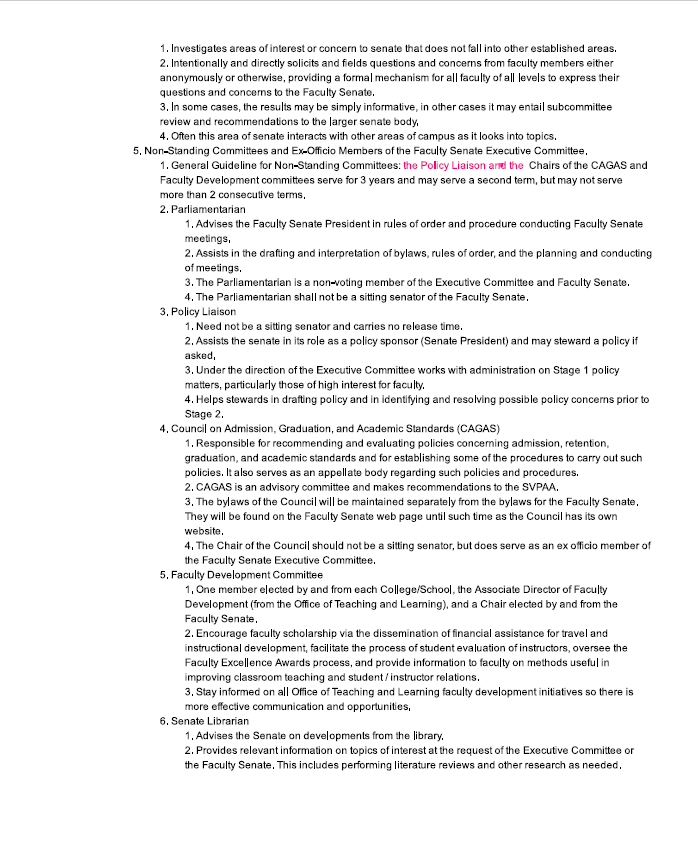 1. Investigates areas of interest or concern to senate that does not fall into other established areas.
2. Intentionally and directly solicits and fields questions and concerns from faculty members either
anonymously or otherwise, providing a formal mechanism for all faculty of all levels to express their
questions and concerns to the Faculty Senate.
3. In some cases, the results may be simply informative, in other cases it may entail subcommittee
review and recommendations to the larger senate body.
4. Often this area of senate interacts with other areas of campus as it looks into topics.
5. Non-Standing Committees and Ex-Officio Members of the Faculty Senate Executive Committee.
1. General Guideline for Non-Standing Committees: the Policy Liaison and the Chairs of the CAGAS and
Faculty Development committees serve for 3 years and may serve a second term, but may not serve
more than 2 consecutive terms.
2. Parliamentarian
1. Advises the Faculty Senate President in rules of order and procedure conducting Faculty Senate
meetings.
2. Assists in the drafting and interpretation of bylaws, rules of order, and the planning and conducting
of meetings.
3. The Parliamentarian is a non-voting member of the Executive Committee and Faculty Senate.
4. The Parliamentarian shall not be a sitting senator of the Faculty Senate.
3. Policy Liaison
1. Need not be a sitting senator and carries no release time.
2. Assists the senate in its role as a policy sponsor (Senate President) and may steward a policy if
asked.
3. Under the direction of the Executive Committee works with administration on Stage 1 policy
matters, particularly those of high interest for faculty.
4. Helps stewards in drafting policy and in identifying and resolving possible policy concerns prior to
Stage 2.
4. Council on Admission, Graduation, and Academic Standards (CAGAS)
1. Responsible for recommending and evaluating policies concerning admission, retention,
graduation, and academic standards and for establishing some of the procedures to carry out such
policies. It also serves as an appellate body regarding such policies and procedures.
2. CAGAS is an advisory committee and makes recommendations to the SVPAA.
3. The bylaws of the Council will be maintained separately from the bylaws for the Faculty Senate.
They will be found on the Faculty Senate web page until such time as the Council has its own
website.
4. The Chair of the Council should not be a sitting senator, but does serve as an ex officio member of
the Faculty Senate Executive Committee.
5. Faculty Development Committee
1. One member elected by and from each College/School, the Associate Director of Faculty
Development (from the Office of Teaching and Learning), and a Chair elected by and from the
Faculty Senate.
2. Encourage faculty scholarship via the dissemination of financial assistance for travel and
instructional development, facilitate the process of student evaluation of instructors, oversee the
Faculty Excellence Awards process, and provide information to faculty on methods useful in
improving classroom teaching and student / instructor relations.
3. Stay informed on all Office of Teaching and Learning faculty development initiatives so there is
more effective communication and opportunities.
6. Senate Librarian
1. Advises the Senate on developments from the library.
2. Provides relevant information on topics of interest at the request of the Executive Committee or
the Faculty Senate. This includes performing literature reviews and other research as needed.